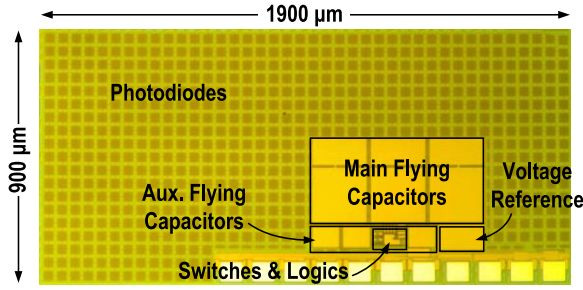 1900 µm
900 µm
Photodiodes
Main Flying
Capacitors
Voltage
Reference
Aux. Flying
Capacitors
Switches & Logics